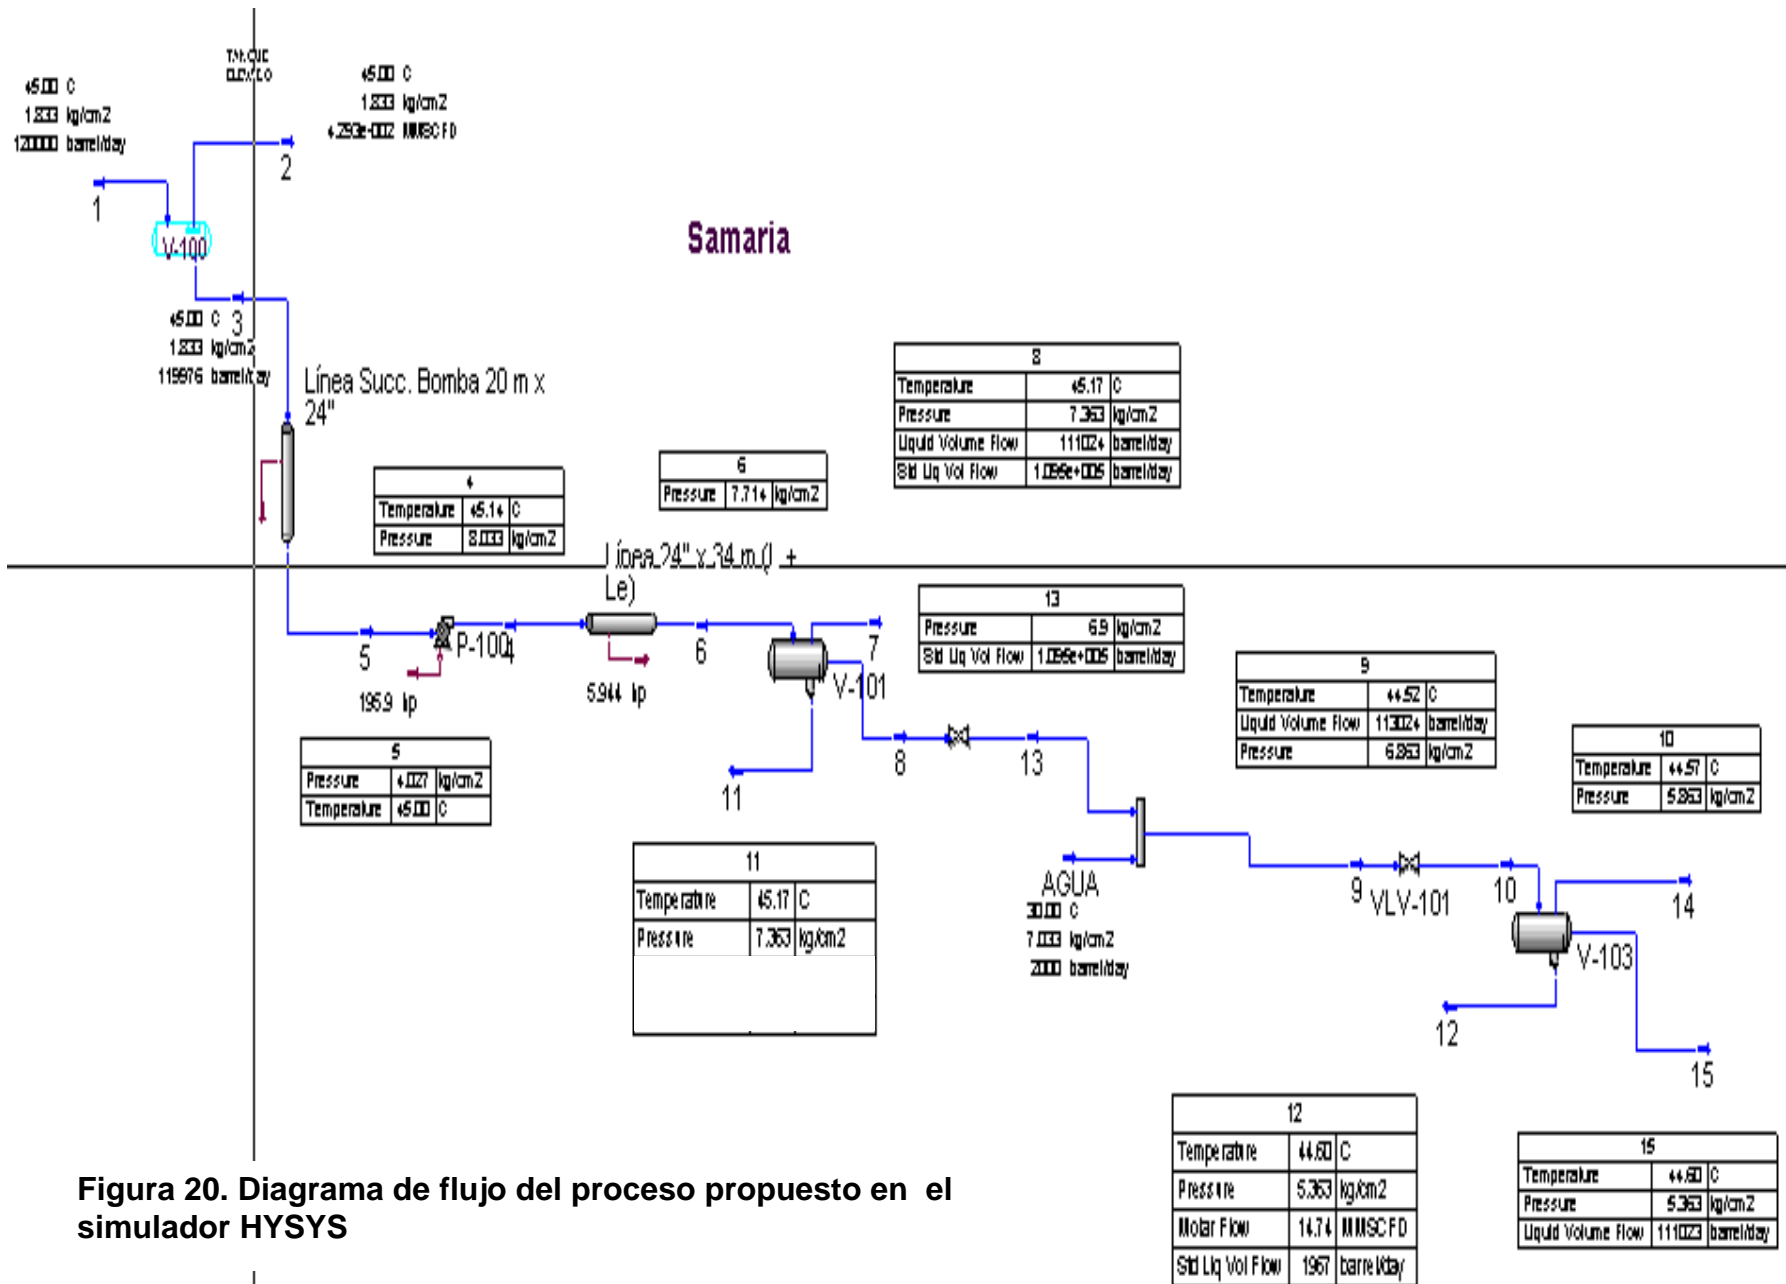 TANQUE
ELEVADO
45.00 C
1.833 kg/cm2
120000 barrel/day
45.00 C
1.833 kg/cm2
4.293e-002 MMSCFD
1
2
V-100
Samaria
3
45.00 C
1.833 kg/cm2
119976 barrel/day
Línea Succ. Bomba 20 m x
24"
8
Temperature 45.17 C
Pressure 7.363 kg/cm2
Liquid Volume Flow 111024 barrel/day
Std Liq Vol Flow 1.095e+005 barrel/day
6
Pressure 7.714 kg/cm2
4
Temperature 45.14 C
Pressure 8.033 kg/cm2
Línea 24" x 34 m (L +
Le)
13
Pressure 6.9 kg/cm2
Std Liq Vol Flow 1.095e+005 barrel/day
5
P-100
4
6
7
V-101
195.9 hp
5.944 hp
9
Temperature 44.52 C
Liquid Volume Flow 113024 barrel/day
Pressure 6.863 kg/cm2
10
Temperature 44.57 C
Pressure 5.863 kg/cm2
5
Pressure 4.027 kg/cm2
Temperature 45.00 C
8
13
11
11
Temperature 45.17 C
Pressure 7.363 kg/cm2
AGUA
30.00 C
7.033 kg/cm2
2000 barrel/day
9
VLV-101
10
14
V-103
12
15
12
Temperature 44.60 C
Pressure 5.363 kg/cm2
Molar Flow 14.74 MMSCFD
Std Liq Vol Flow 1967 barrel/day
15
Temperature 44.60 C
Pressure 5.363 kg/cm2
Liquid Volume Flow 111023 barrel/day
Figura 20. Diagrama de flujo del proceso propuesto en el
simulador HYSYS